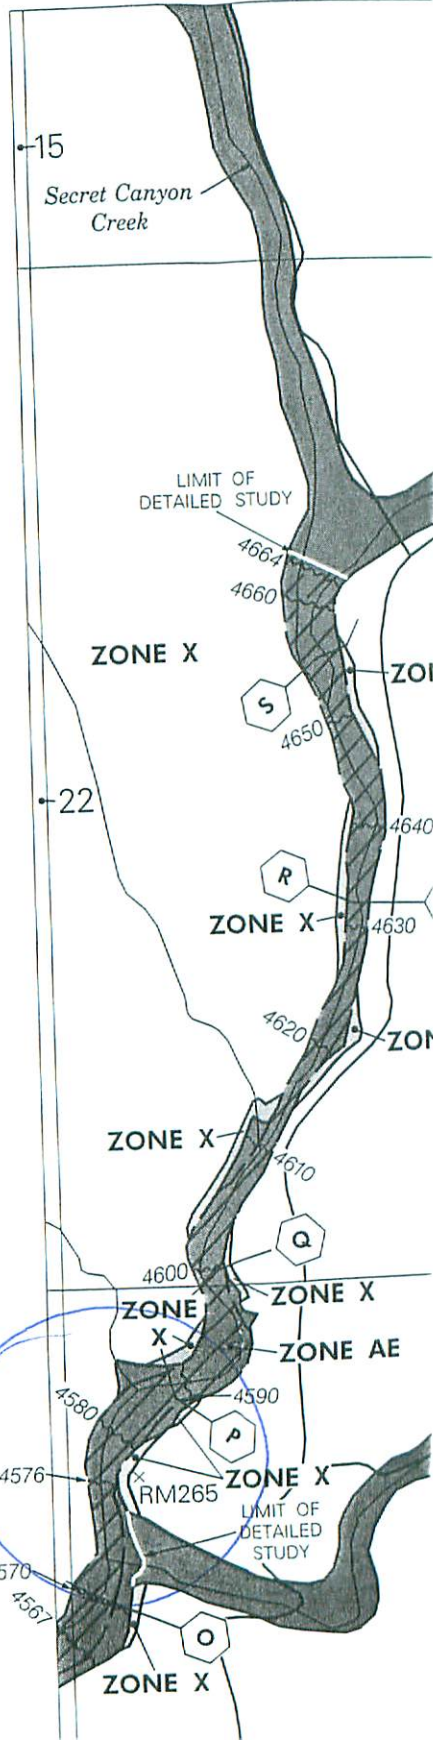 15
Secret Canyon
Creek
LIMIT OF
DETAILED STUDY
4664
4660
ZONE X
S
4650
22
4640
R
ZONE X
4630
4620
ZONE X
4610
Q
4600
ZONE X
ZONE
X
ZONE AE
4590
4580
P
4576
ZONE X
RM265
LIMIT OF
DETAILED
STUDY
4567
O
ZONE X